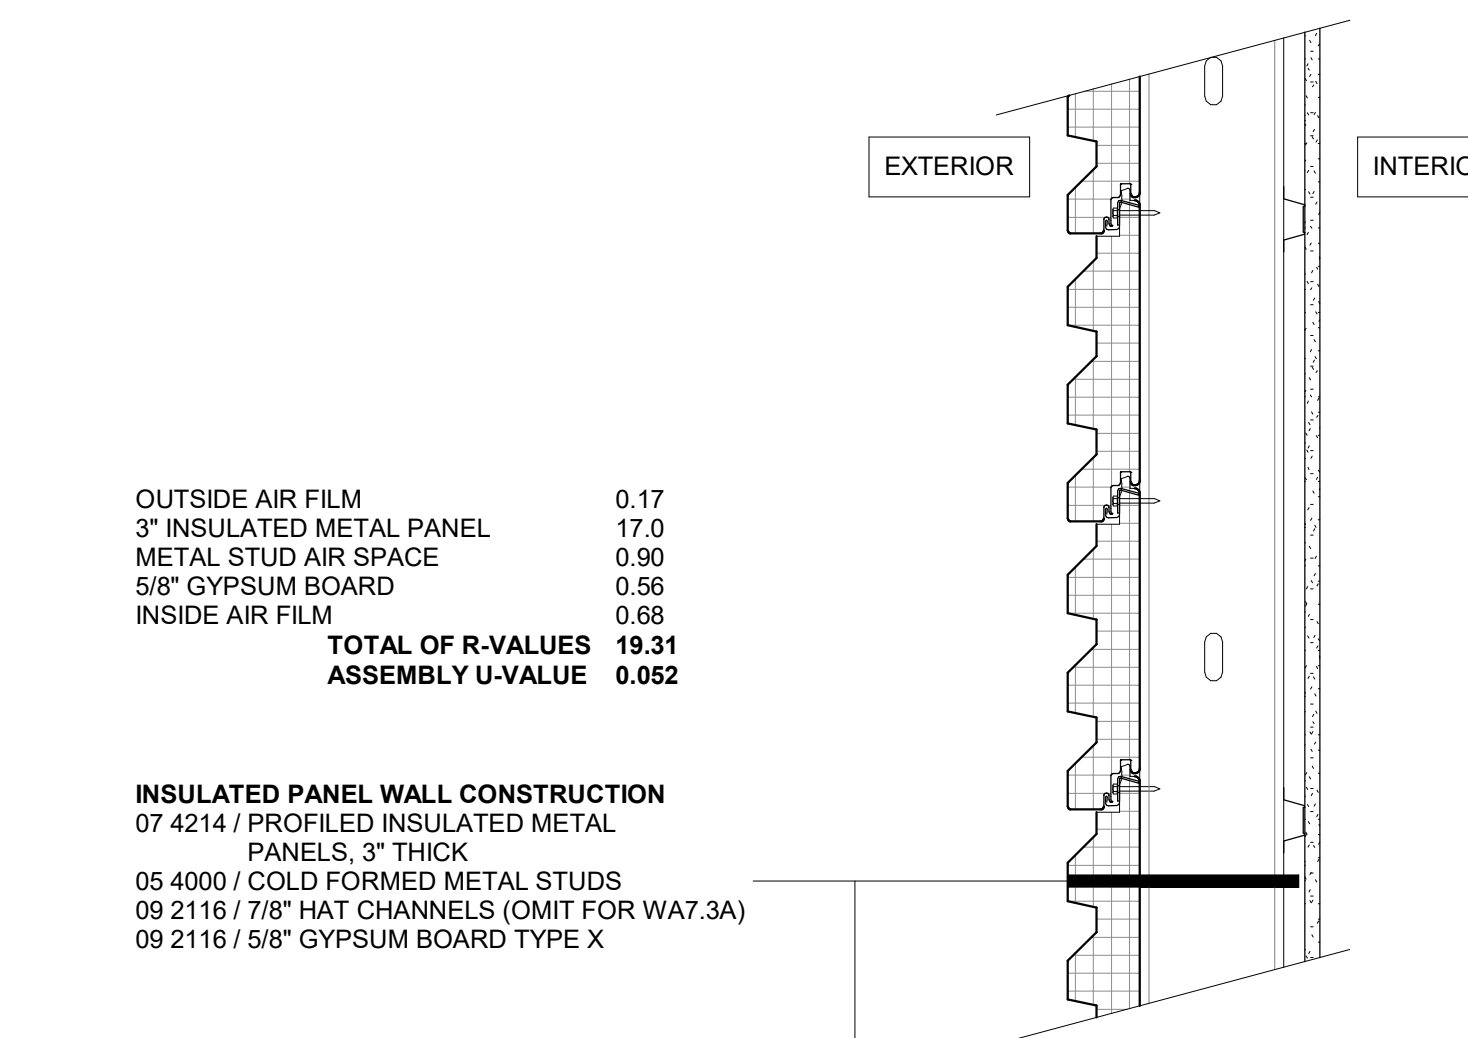 EXTERIOR
INTERIO
OUTSIDE AIR FILM 0.17
3" INSULATED METAL PANEL 17.0
METAL STUD AIR SPACE 0.90
5/8" GYPSUM BOARD 0.56
INSIDE AIR FILM 0.68
TOTAL OF R-VALUES 19.31
ASSEMBLY U-VALUE 0.052
INSULATED PANEL WALL CONSTRUCTION
07 4214 / PROFILED INSULATED METAL
PANELS, 3" THICK
05 4000 / COLD FORMED METAL STUDS
09 2116 / 7/8" HAT CHANNELS (OMIT FOR WA7.3A)
09 2116 / 5/8" GYPSUM BOARD TYPE X